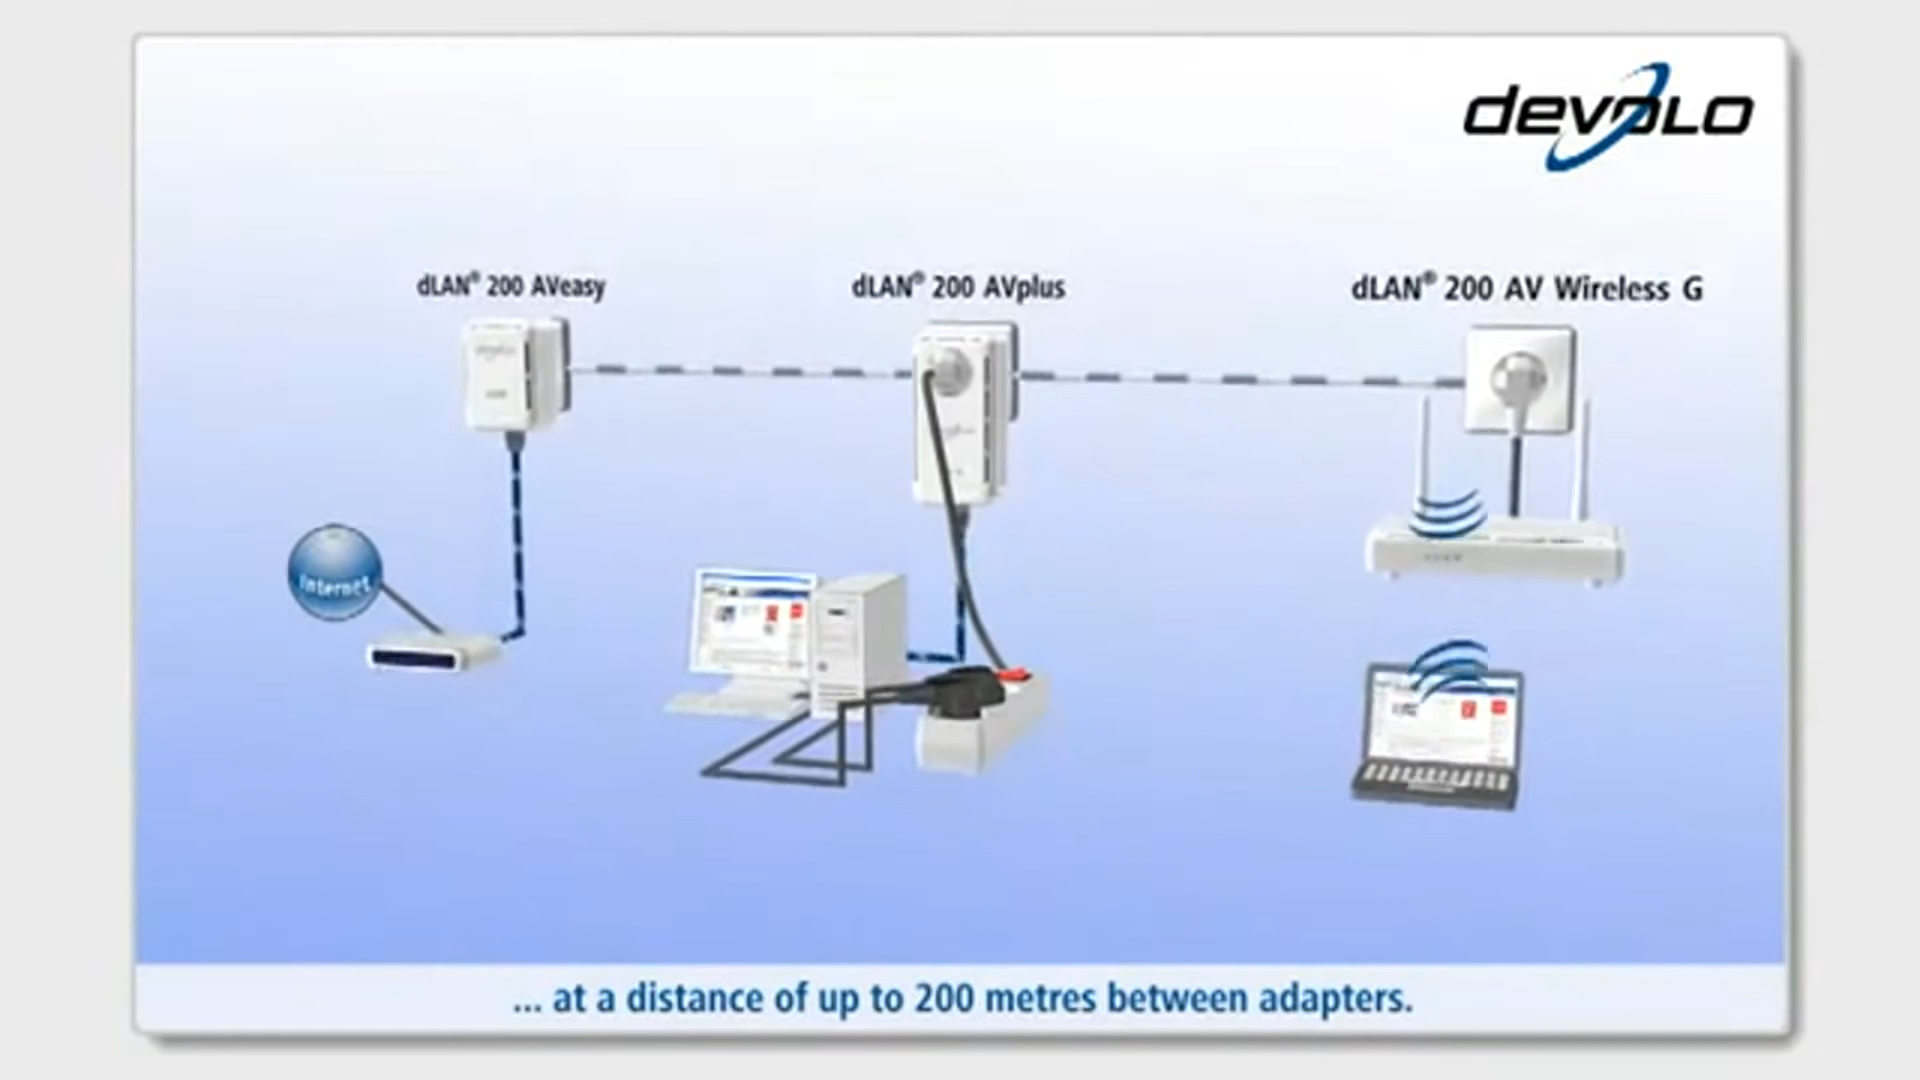 devolo
dLAN® 200 AVeasy
dLAN® 200 AVplus
dLAN® 200 AV Wireless G
Internet
... at a distance of up to 200 metres between adapters.